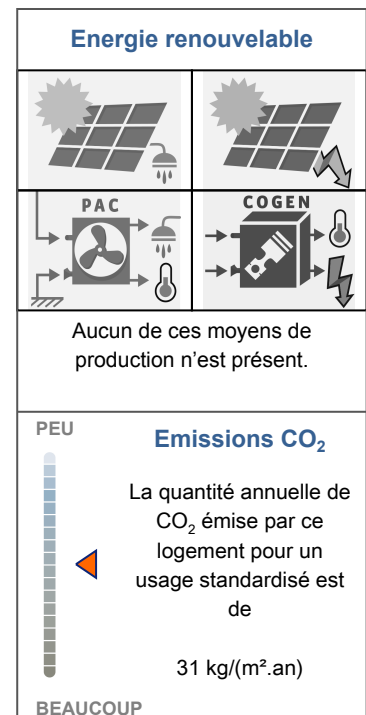 Energie renouvelable
PAC
COGEN
Aucun de ces moyens de
production n'est présent.
PEU
Emissions CO₂
La quantité annuelle de
CO₂ émise par ce
logement pour un
usage standardisé est
de
31 kg/(m².an)
BEAUCOUP